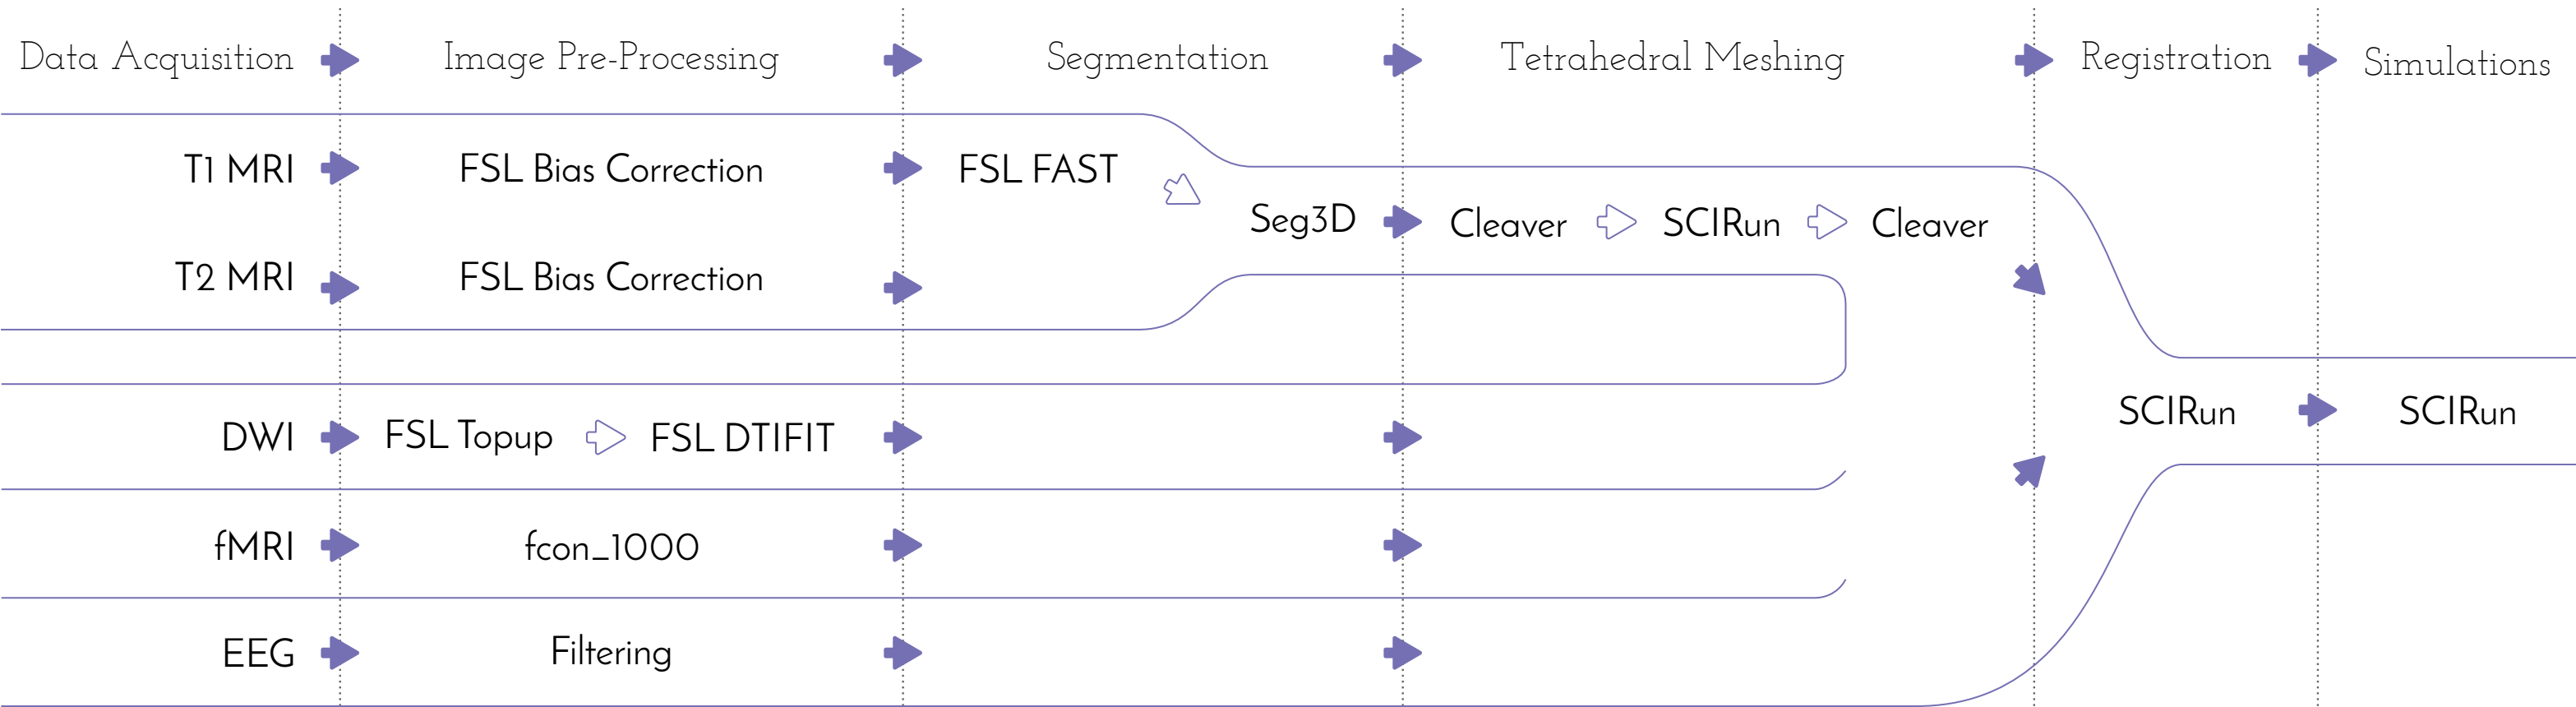 Data Acquisition Image Pre-Processing Segmentation Tetrahedral Meshing Registration Simulations
T1 MRI FSL Bias Correction FSL FAST
Seg3D Cleaver SCIRun Cleaver
T2 MRI FSL Bias Correction
SCIRun SCIRun
DWI FSL Topup FSL DTIFIT
fMRI fcon_1000
EEG Filtering